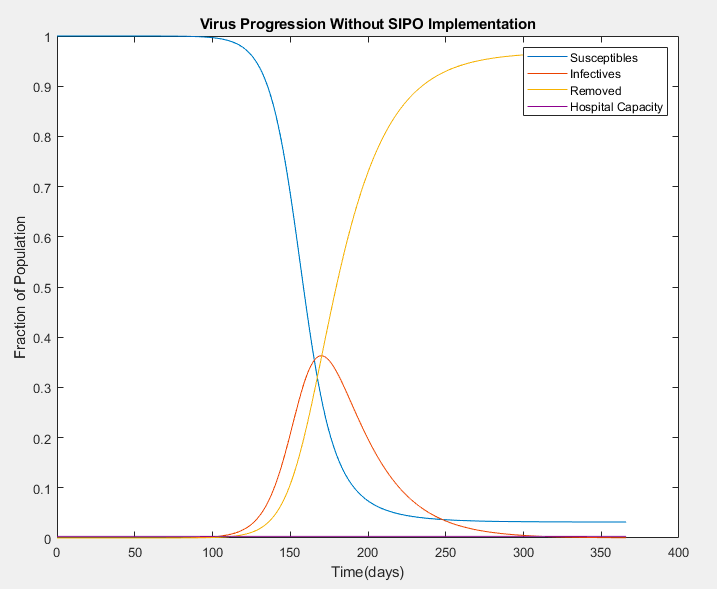 Virus Progression Without SIPO Implementation
Susceptibles
Infectives
Removed
Hospital Capacity
Fraction of Population
1
0.9
0.8
0.7
0.6
0.5
0.4
0.3
0.2
0.1
0
0 50 100 150 200 250 300 350 400
Time(days)